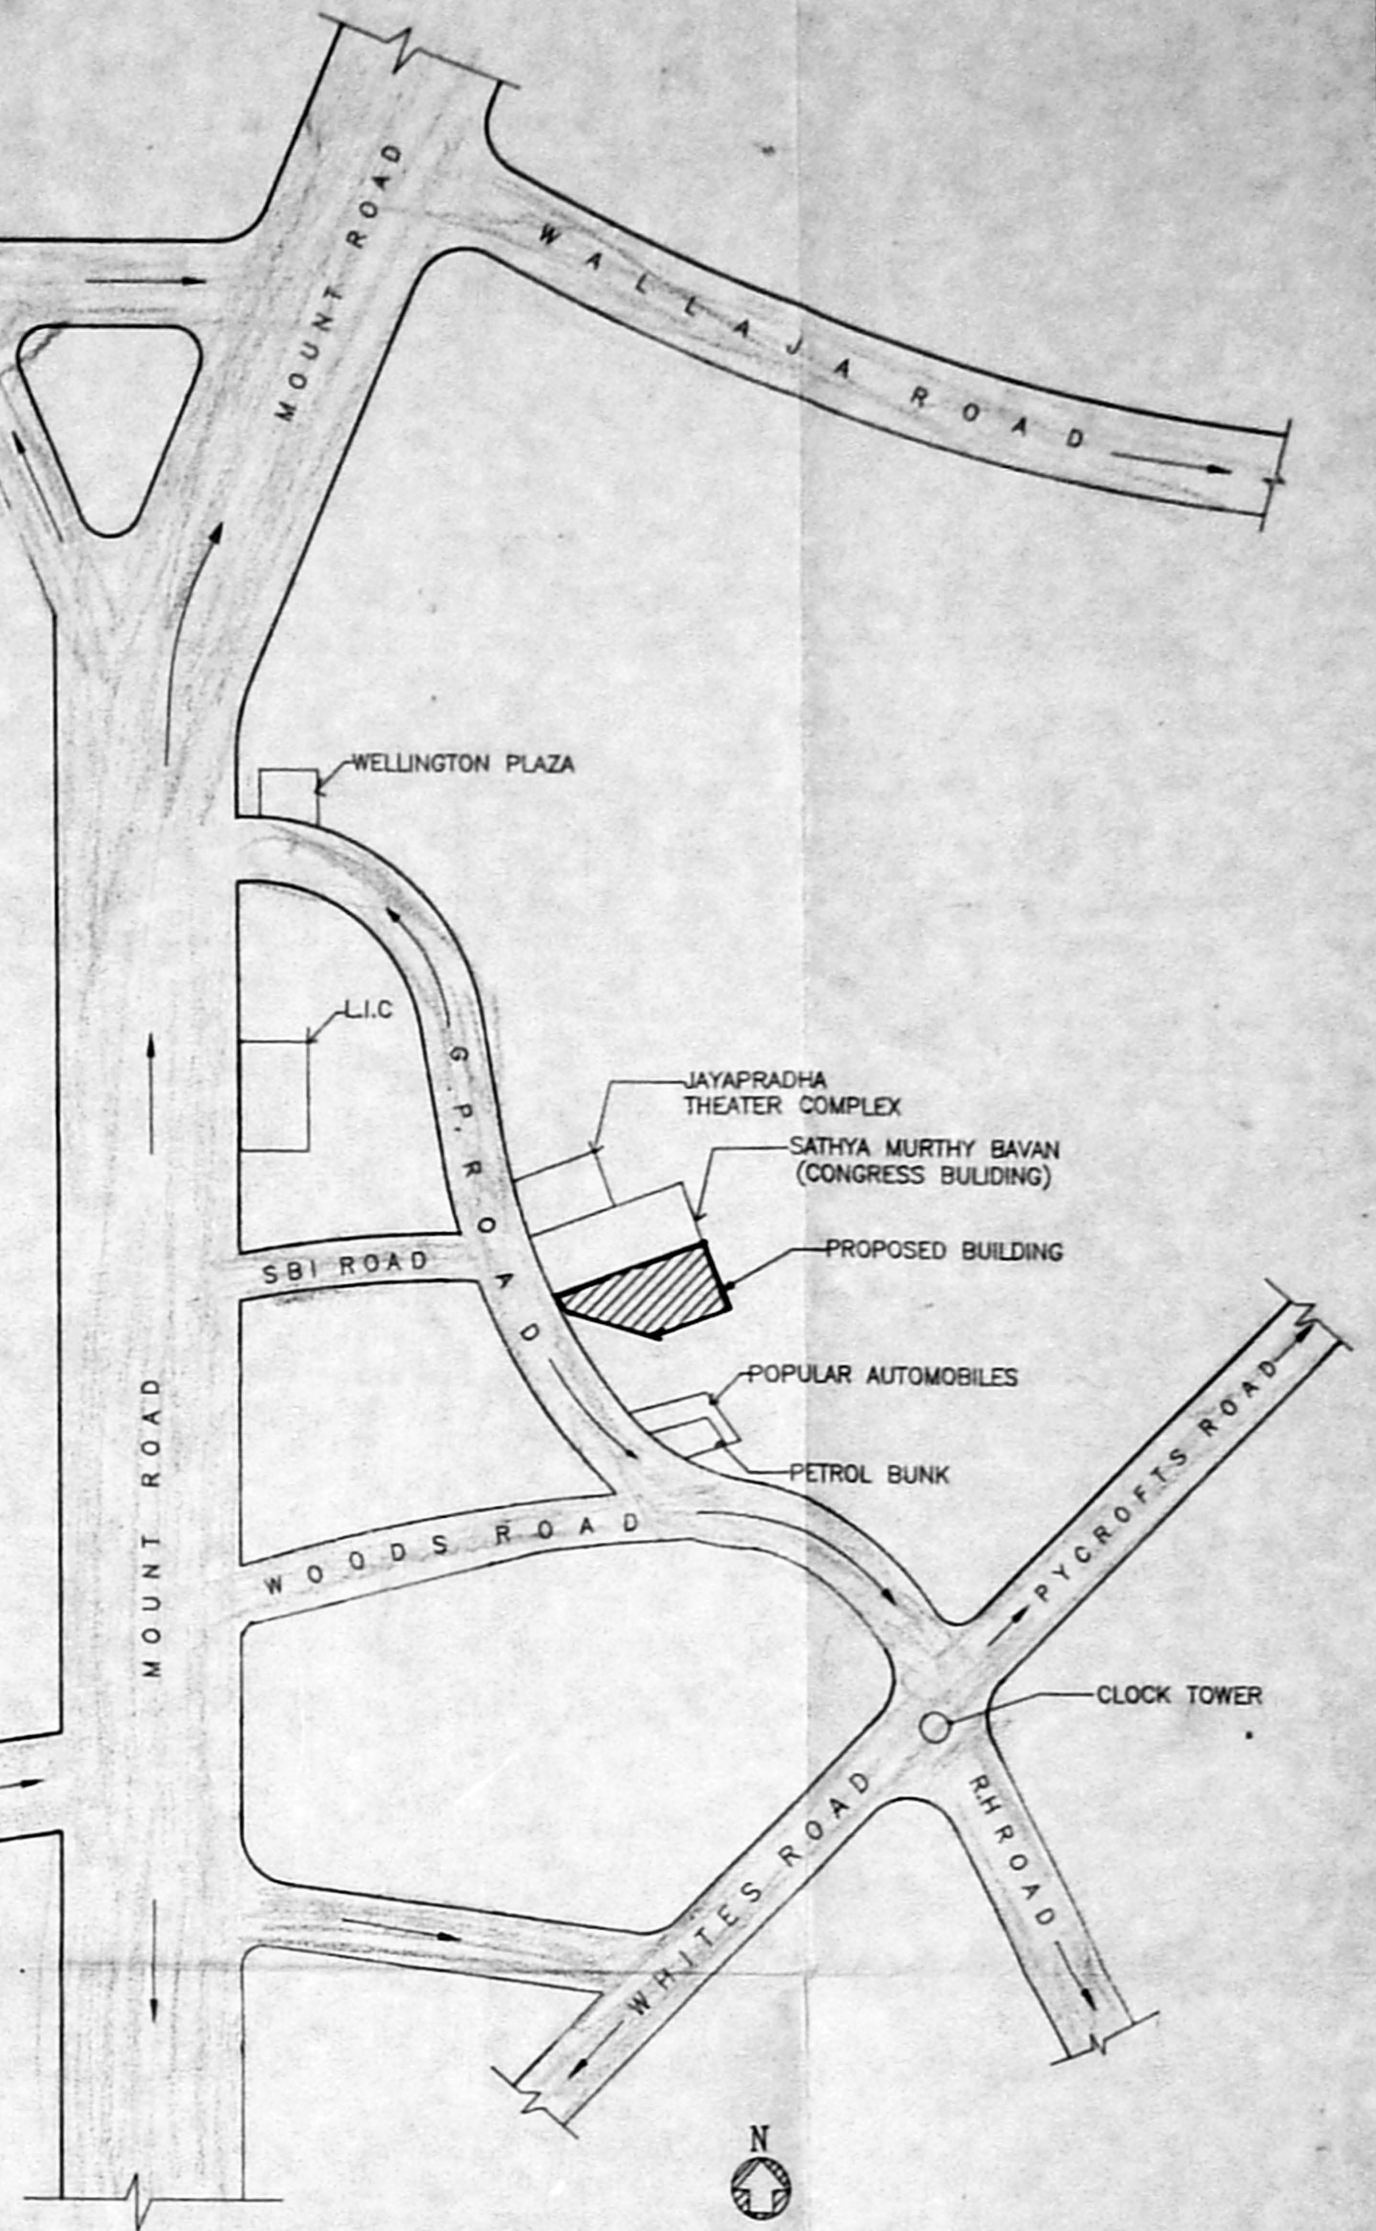 MOUNT ROAD
WALLAJA ROAD
WELLINGTON PLAZA
L.I.C
G.P. ROAD
JAYAPRADHA
THEATER COMPLEX
SATHYA MURTHY BAVAN
(CONGRESS BULIDING)
SBI ROAD
PROPOSED BUILDING
POPULAR AUTOMOBILES
MOUNT ROAD
PETROL BUNK
PYCROFTS ROAD
WOODS ROAD
CLOCK TOWER
WHITES ROAD
R.H ROAD
N